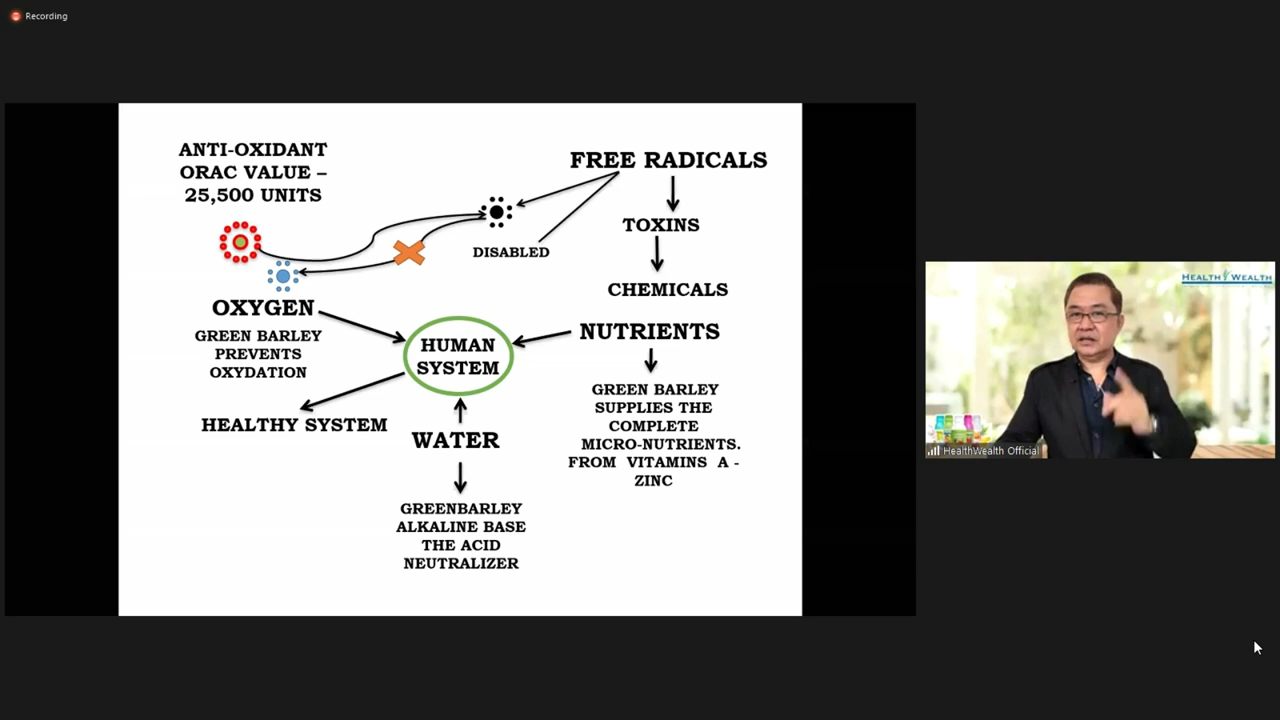 Recording
ANTI-OXIDANT
ORAC VALUE –
25,500 UNITS
FREE RADICALS
TOXINS
DISABLED
CHEMICALS
OXYGEN
GREEN BARLEY
PREVENTS
OXYDATION
HUMAN
SYSTEM
NUTRIENTS
GREEN BARLEY
SUPPLIES THE
COMPLETE
MICRO-NUTRIENTS.
FROM VITAMINS A -
ZINC
HEALTHY SYSTEM
WATER
GREENBARLEY
ALKALINE BASE
THE ACID
NEUTRALIZER
HEALTH WEALTH
HealthWealth Official